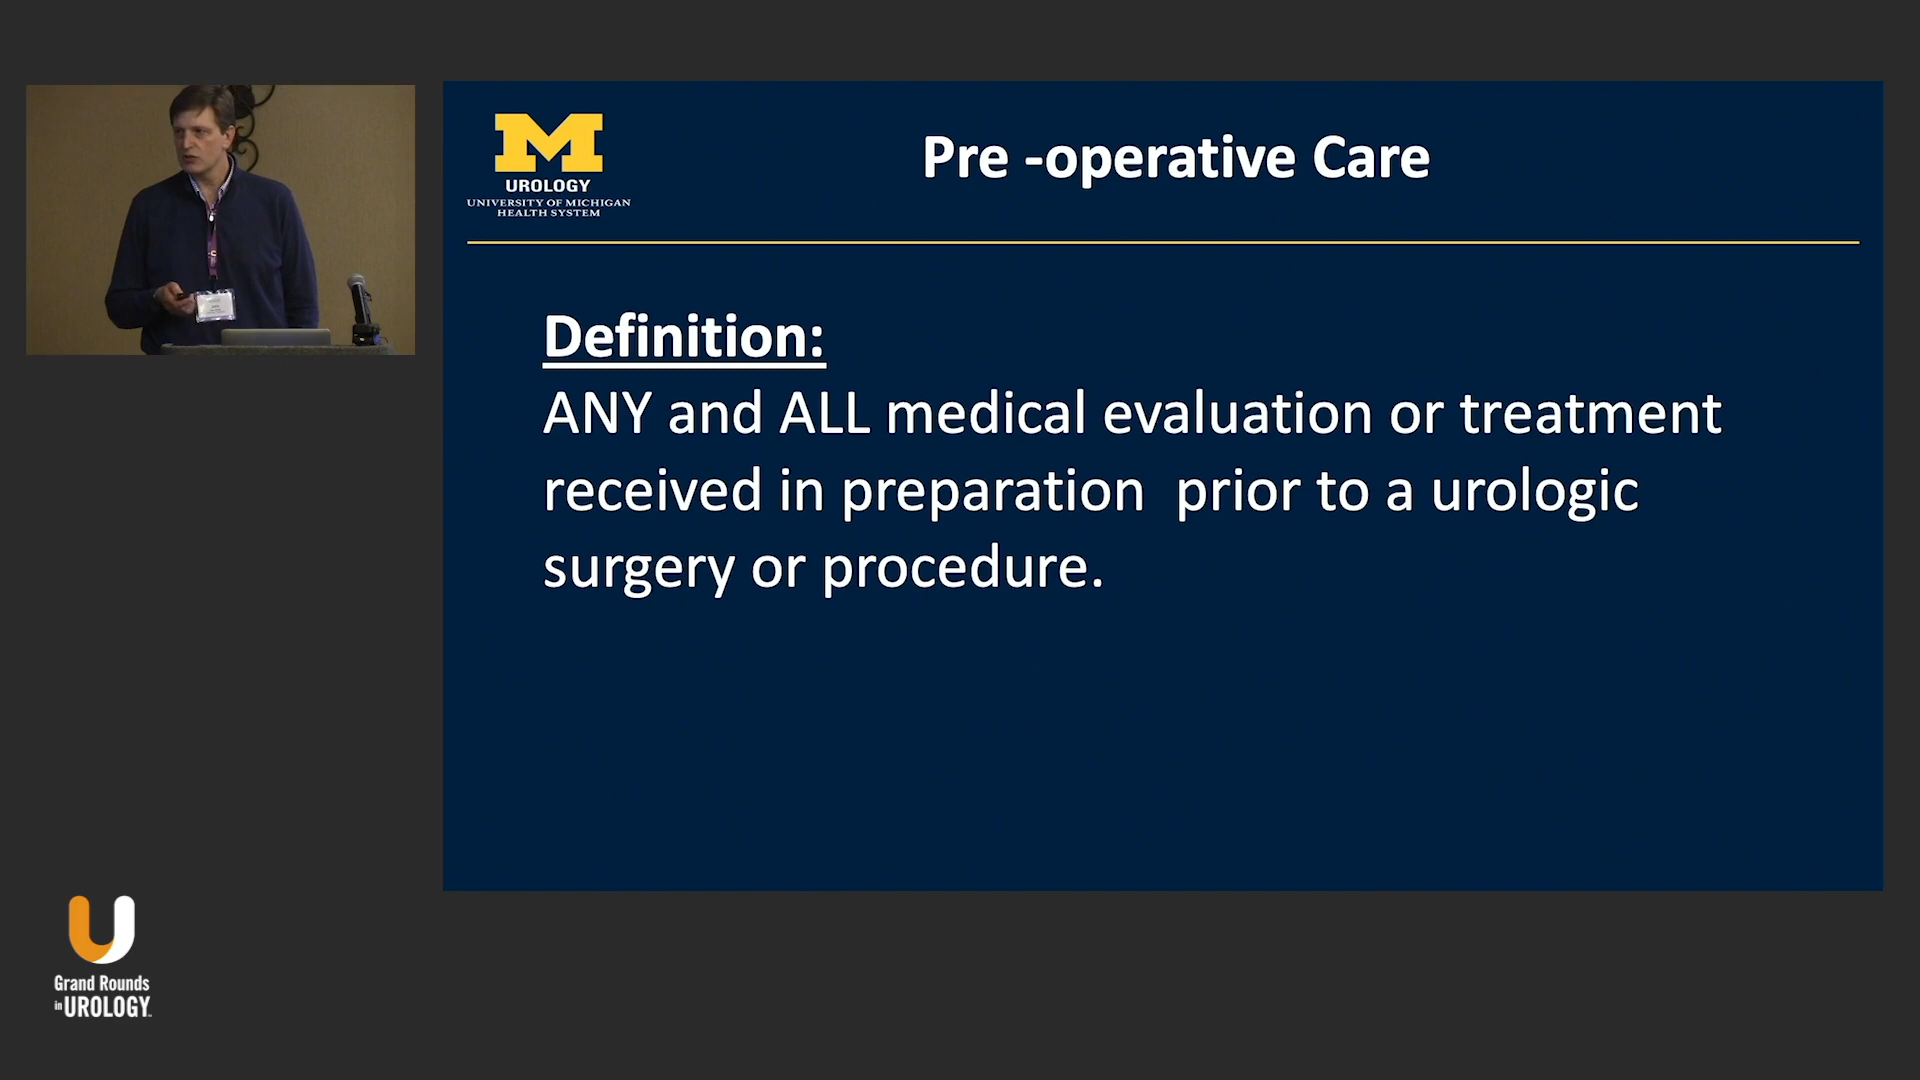 UROLOGY
UNIVERSITY OF MICHIGAN
HEALTH SYSTEM
Pre -operative Care
Definition:
ANY and ALL medical evaluation or treatment
received in preparation  prior to a urologic
surgery or procedure.
Grand Rounds
in UROLOGY